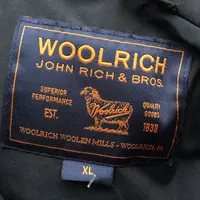 WOOLRICH
JOHN RICH & BROS.
SUPERIOR
PERFORMANCE
QUALITY
GOODS
EST.
Woolrich
1830
WOOLRICH WOOLEN MILLS - WOOLRICH, PA
XL